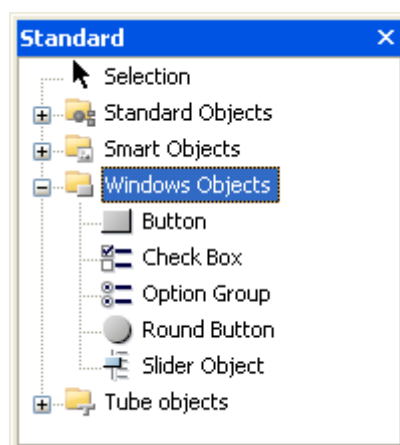 Standard
Selection
Standard Objects
Smart Objects
Windows Objects
Button
Check Box
Option Group
Round Button
Slider Object
Tube objects